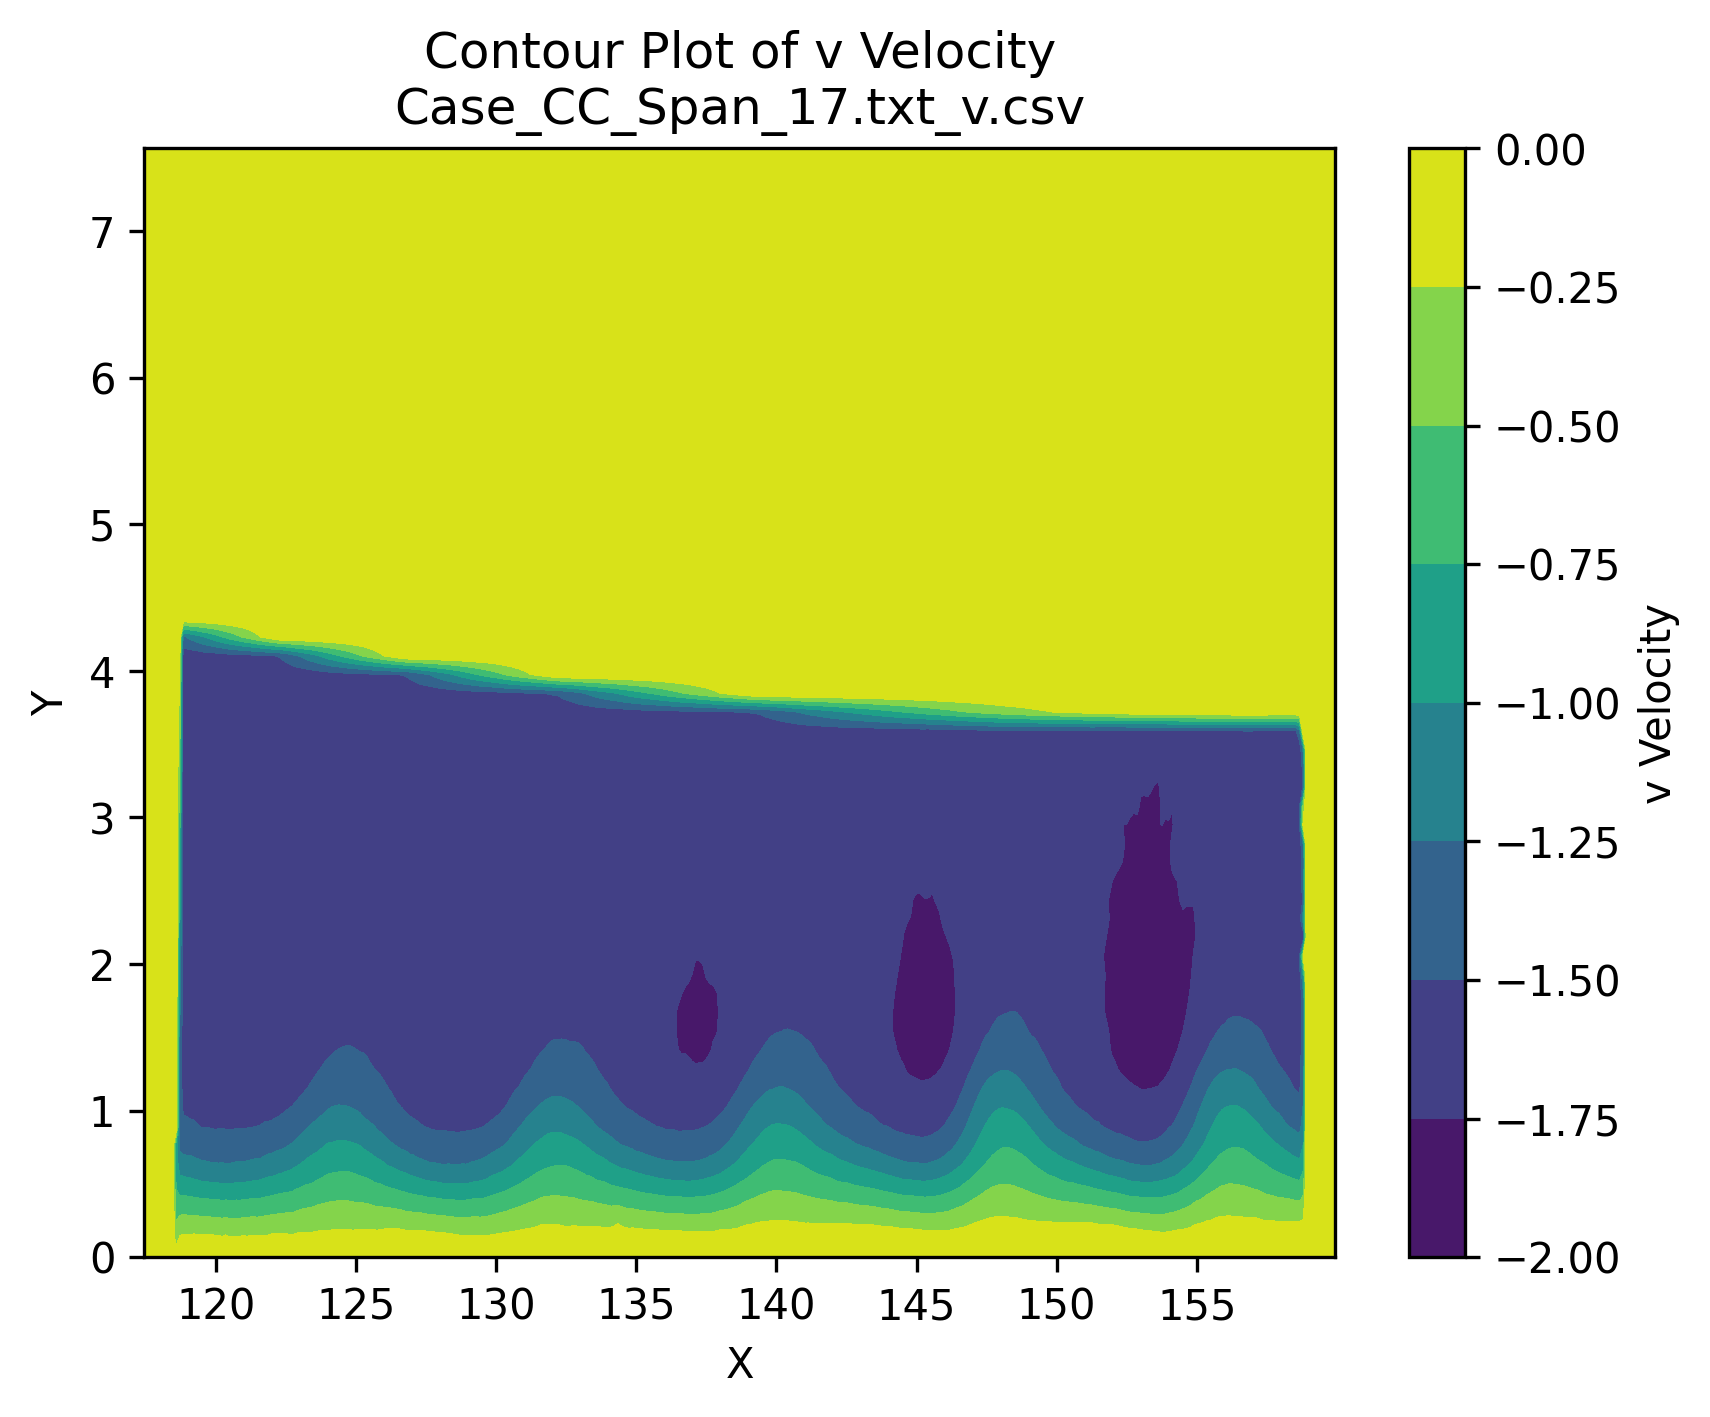 Contour Plot of v Velocity
Case_CC_Span_17.txt_v.csv
7
6
5
4
3
2
1
0
Y
120 125 130 135 140 145 150 155
X
0.00
−0.25
−0.50
−0.75
−1.00
−1.25
−1.50
−1.75
−2.00
v Velocity